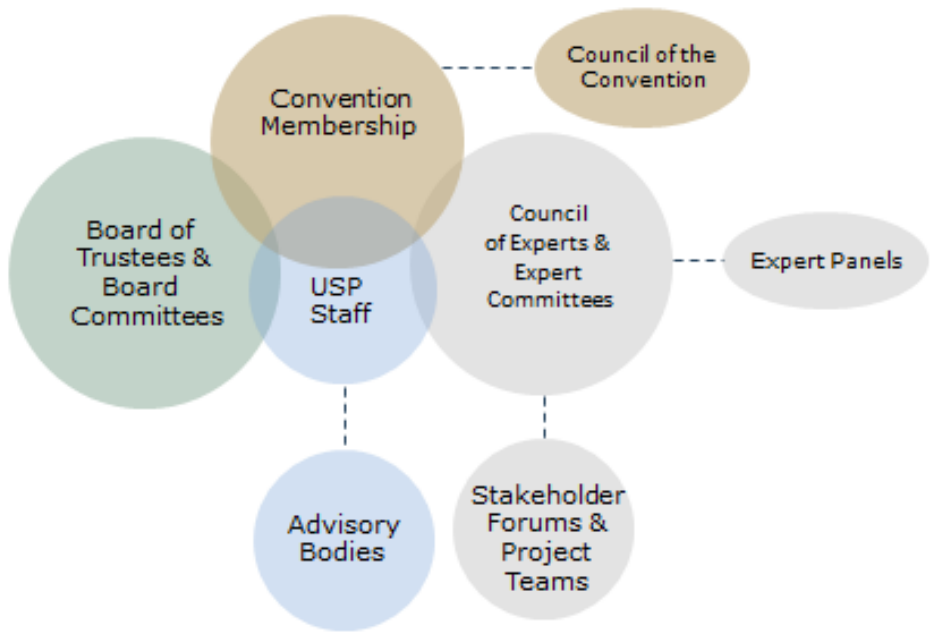 Council of the
Convention
Convention
Membership
Board of
Trustees &
Board
Committees
USP
Staff
Council
of Experts &
Expert
Committees
Expert Panels
Advisory
Bodies
Stakeholder
Forums &
Project
Teams